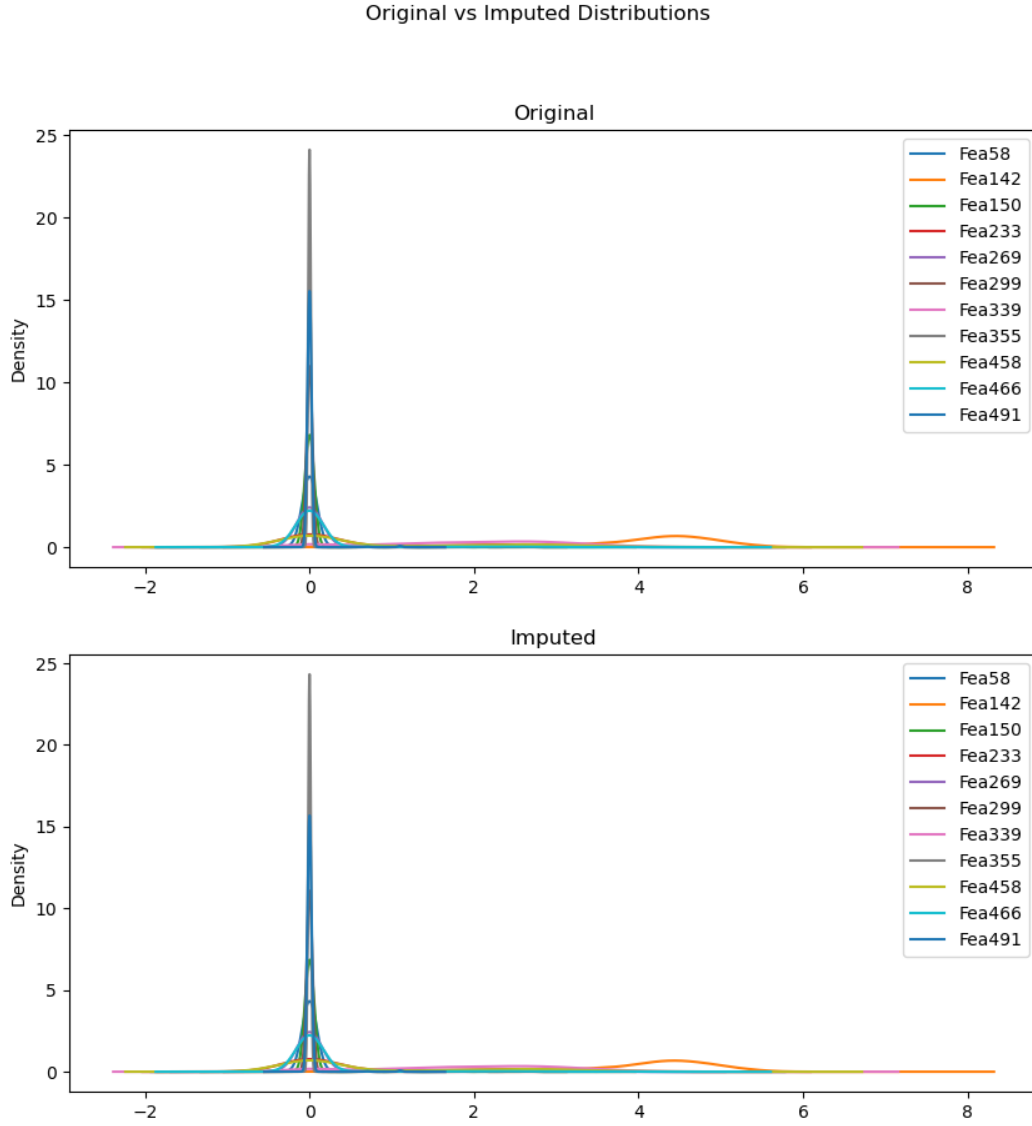 Original vs Imputed Distributions
Original
25
20
15
10
5
0
Density
Fea58
Fea142
Fea150
Fea233
Fea269
Fea299
Fea339
Fea355
Fea458
Fea466
Fea491
−2 0 2 4 6 8
Imputed
25
20
15
10
5
0
Density
Fea58
Fea142
Fea150
Fea233
Fea269
Fea299
Fea339
Fea355
Fea458
Fea466
Fea491
−2 0 2 4 6 8